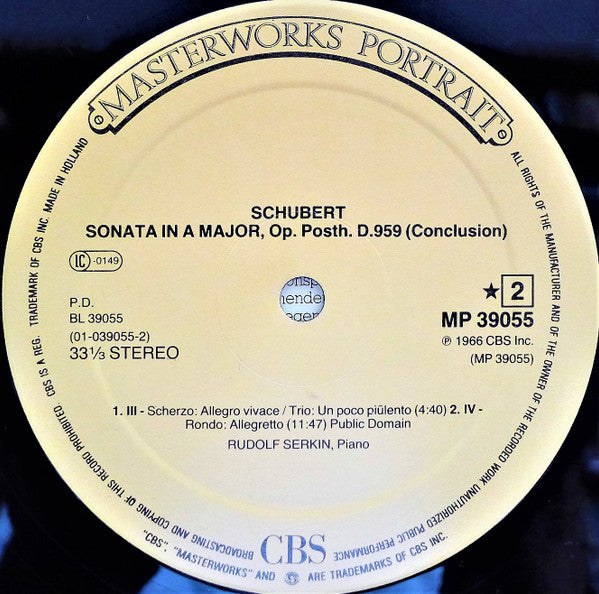 MASTERWORKS PORTRAIT
SCHUBERT
SONATA IN A MAJOR, Op. Posth. D.959 (Conclusion)
LC -0149
P.D.
BL 39055
(01-039055-2)
33⅓ STEREO
★ 2
MP 39055
℗ 1966 CBS Inc.
(MP 39055)
1. III - Scherzo: Allegro vivace / Trio: Un poco piülento (4:40) 2. IV -
Rondo: Allegretto (11:47) Public Domain
RUDOLF SERKIN, Piano
ALL RIGHTS OF THE MANUFACTURER AND OF THE OWNER OF THE RECORDED WORK UNAUTHORIZED PUBLIC PERFORMANCE BROADCASTING AND COPYING OF THIS RECORD PROHIBITED. CBS IS A REG. TRADEMARK OF CBS INC. MADE IN HOLLAND
CBS
"CBS", "MASTERWORKS" AND ARE TRADEMARKS OF CBS INC.